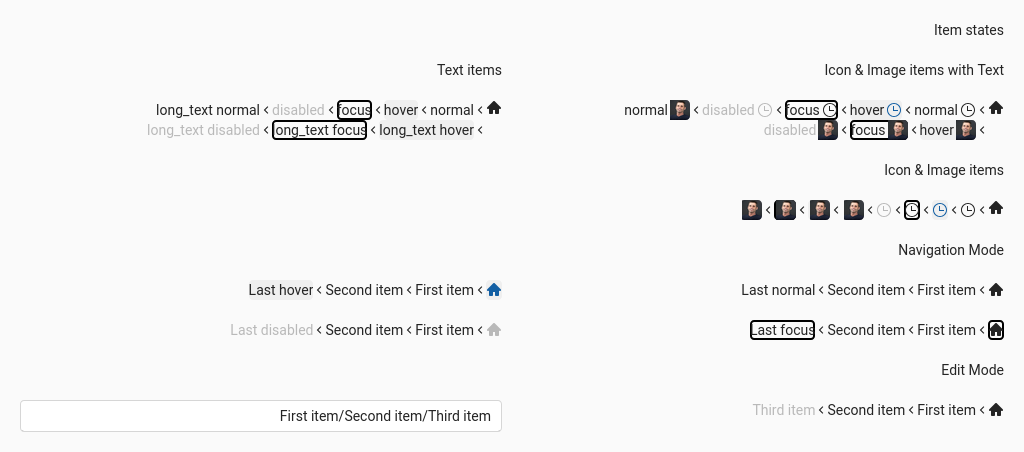 Item states
Text items
Icon & Image items with Text
long_text normal ‹ disabled ‹ focus ‹ hover ‹ normal ‹
long_text disabled ‹ long_text focus ‹ long_text hover ‹
normal ‹ disabled ‹ focus ‹ hover ‹ normal ‹
disabled ‹ focus ‹ hover ‹
Icon & Image items
Navigation Mode
Last hover ‹ Second item ‹ First item ‹
Last normal ‹ Second item ‹ First item ‹
Last disabled ‹ Second item ‹ First item ‹
Last focus ‹ Second item ‹ First item ‹
Edit Mode
First item/Second item/Third item
Third item ‹ Second item ‹ First item ‹